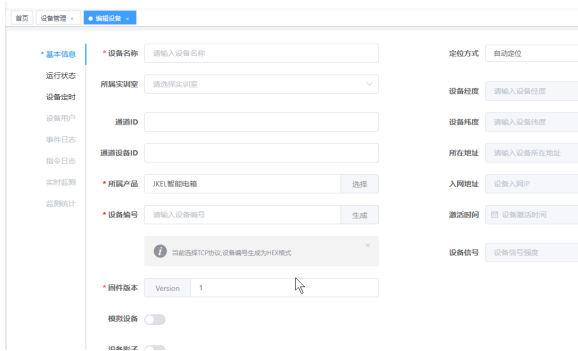 首页 设备管理 × ● 编辑设备 ×
* 基本信息
运行状态
设备定时
设备用户
事件日志
指令日志
实时监测
监测统计
* 设备名称 请输入设备名称
所属实训室 请选择实训室
通道ID
通道设备ID
* 所属产品 JKEL智能电箱 选择
* 设备编号 请输入设备编号 生成
当前选择TCP协议,设备编号生成为HEX模式 ×
* 固件版本 Version 1
模拟设备
设备影子
定位方式 自动定位
设备经度 请输入设备经度
设备纬度 请输入设备纬度
所在地址 请输入设备所在地址
入网地址 设备入网IP
激活时间 设备激活时间
设备信号 设备信号强度